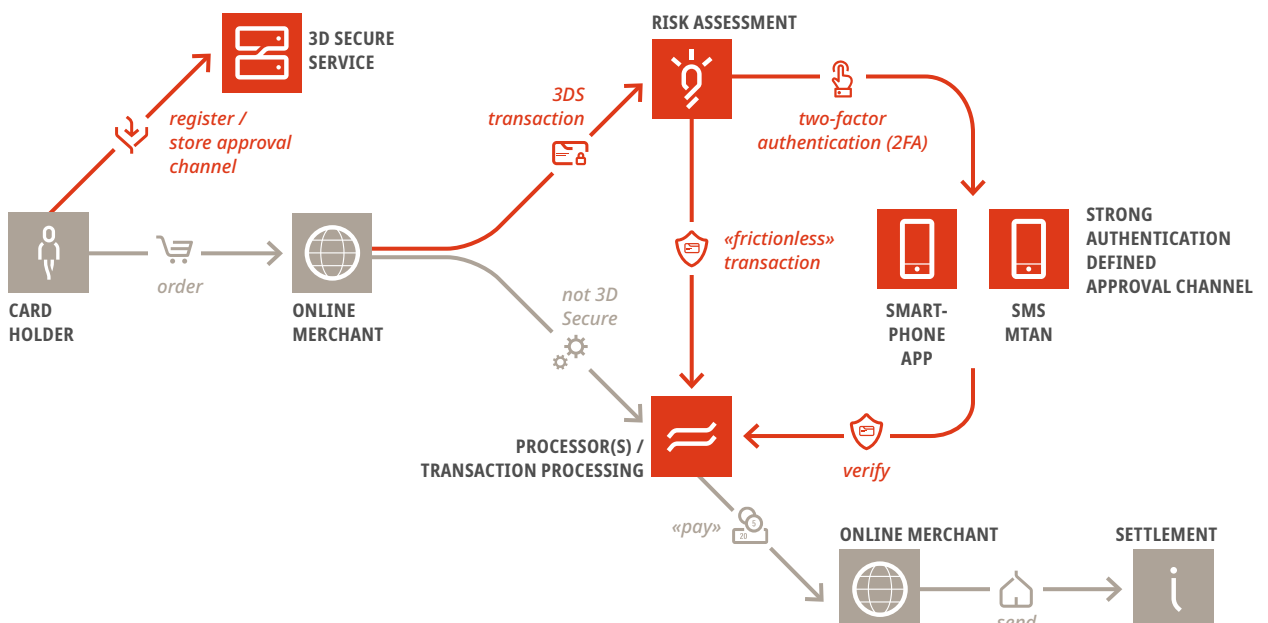 RISK ASSESSMENT
3D SECURE
SERVICE
register /
store approval
channel
3DS
transaction
two-factor
authentication (2FA)
order
CARD
HOLDER
ONLINE
MERCHANT
not 3D
Secure
«frictionless»
transaction
SMART-
PHONE
APP
SMS
MTAN
STRONG
AUTHENTICATION
DEFINED
APPROVAL CHANNEL
PROCESSOR(S) /
TRANSACTION PROCESSING
verify
«pay»
$
20
ONLINE MERCHANT
SETTLEMENT
send